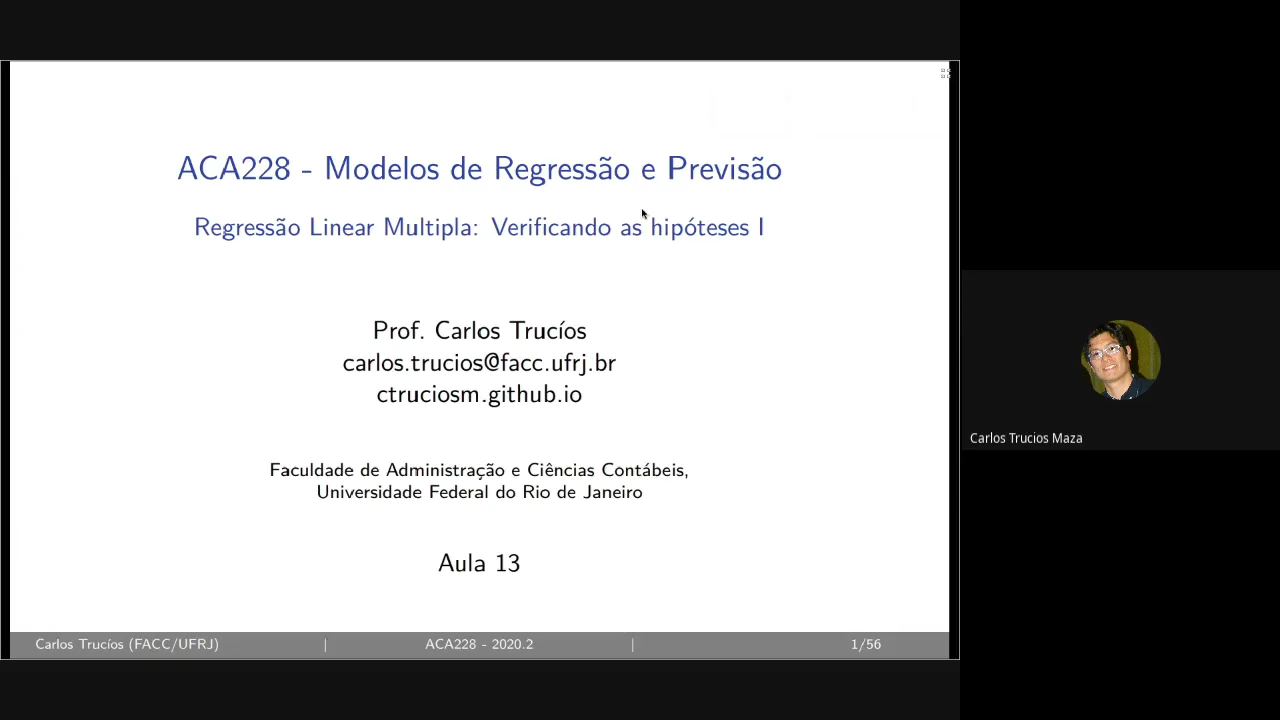 ACA228 - Modelos de Regressão e Previsão
Regressão Linear Multipla: Verificando as hipóteses I
Prof. Carlos Trucíos
carlos.trucios@facc.ufrj.br
ctruciosm.github.io
Faculdade de Administração e Ciências Contábeis,
Universidade Federal do Rio de Janeiro
Aula 13
Carlos Trucíos (FACC/UFRJ) | ACA228 - 2020.2 | 1/56
Carlos Trucios Maza